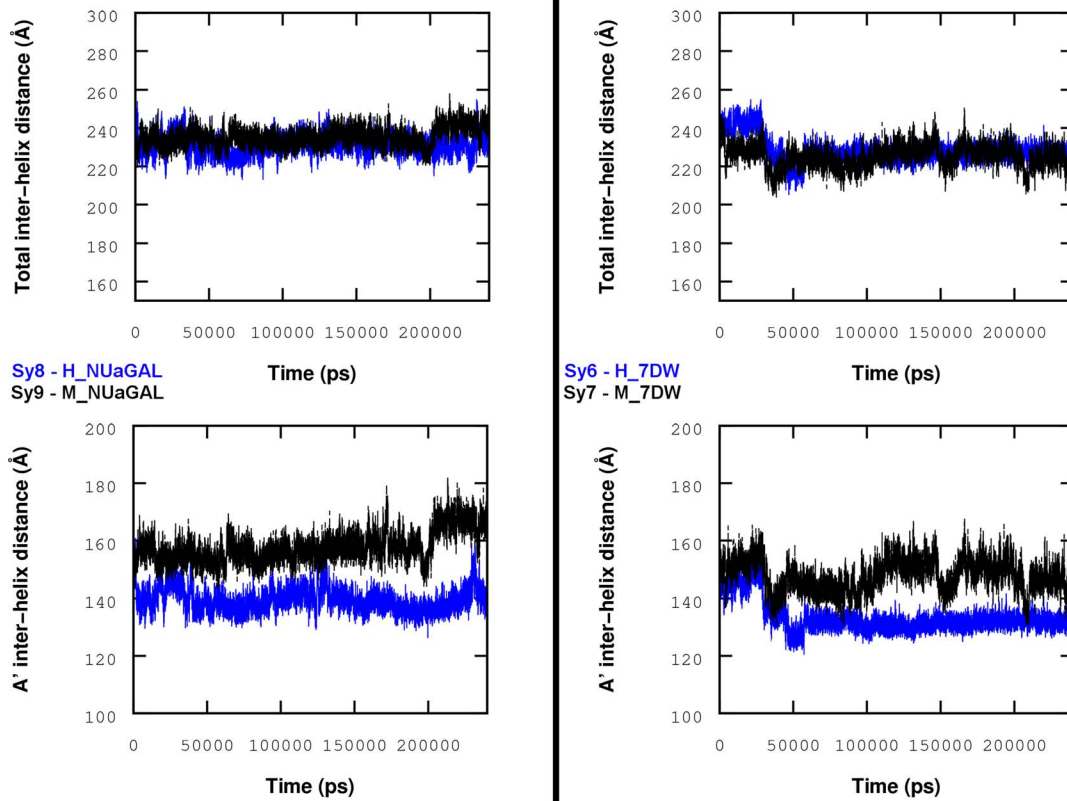 Total inter−helix distance (Å)
300
280
260
240
220
200
180
160
0 50000 100000 150000 200000
Time (ps)
Total inter−helix distance (Å)
300
280
260
240
220
200
180
160
0 50000 100000 150000 200000
Time (ps)
Sy8 - H_NUaGAL
Sy9 - M_NUaGAL
Sy6 - H_7DW
Sy7 - M_7DW
A' inter−helix distance (Å)
200
180
160
140
120
100
0 50000 100000 150000 200000
Time (ps)
A' inter−helix distance (Å)
200
180
160
140
120
100
0 50000 100000 150000 200000
Time (ps)